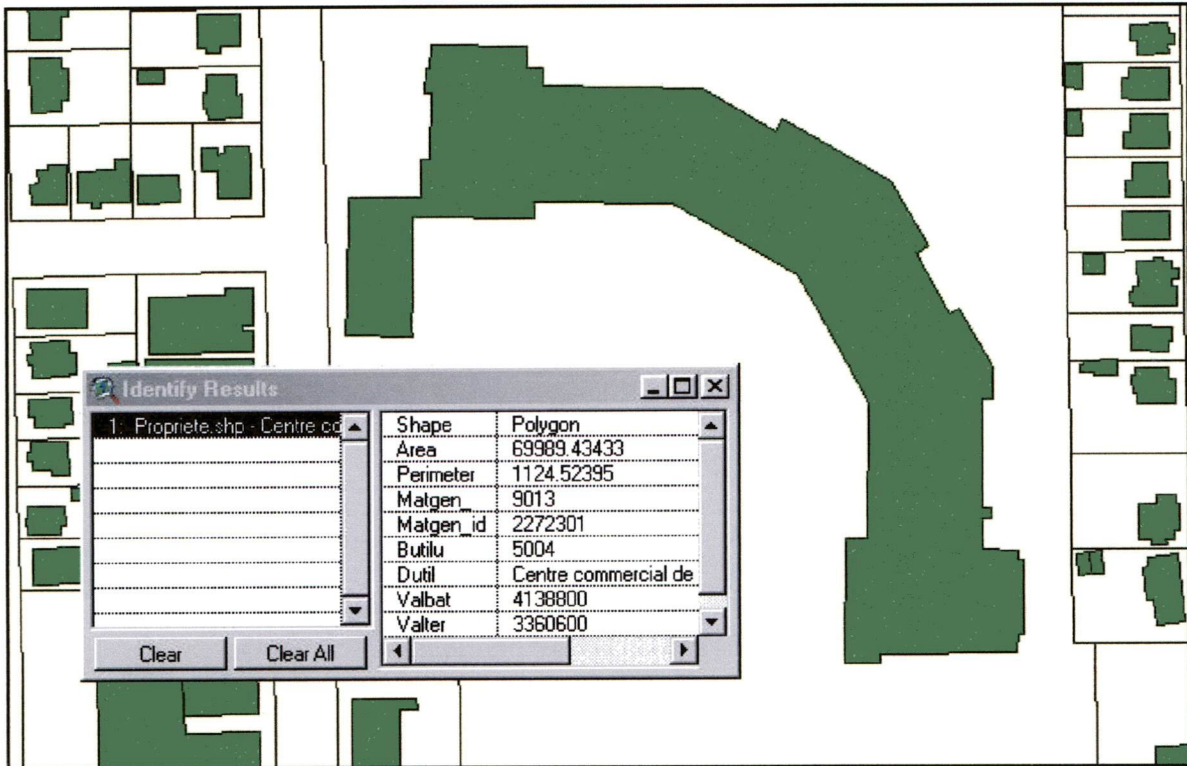 Identify Results
1: Propriete.shp - Centre co
Shape Polygon
Area 69989.43433
Perimeter 1124.52395
Matgen_ 9013
Matgen_id 2272301
Butilu 5004
Dutil Centre commercial de
Valbat 4138800
Valter 3360600
Clear Clear All